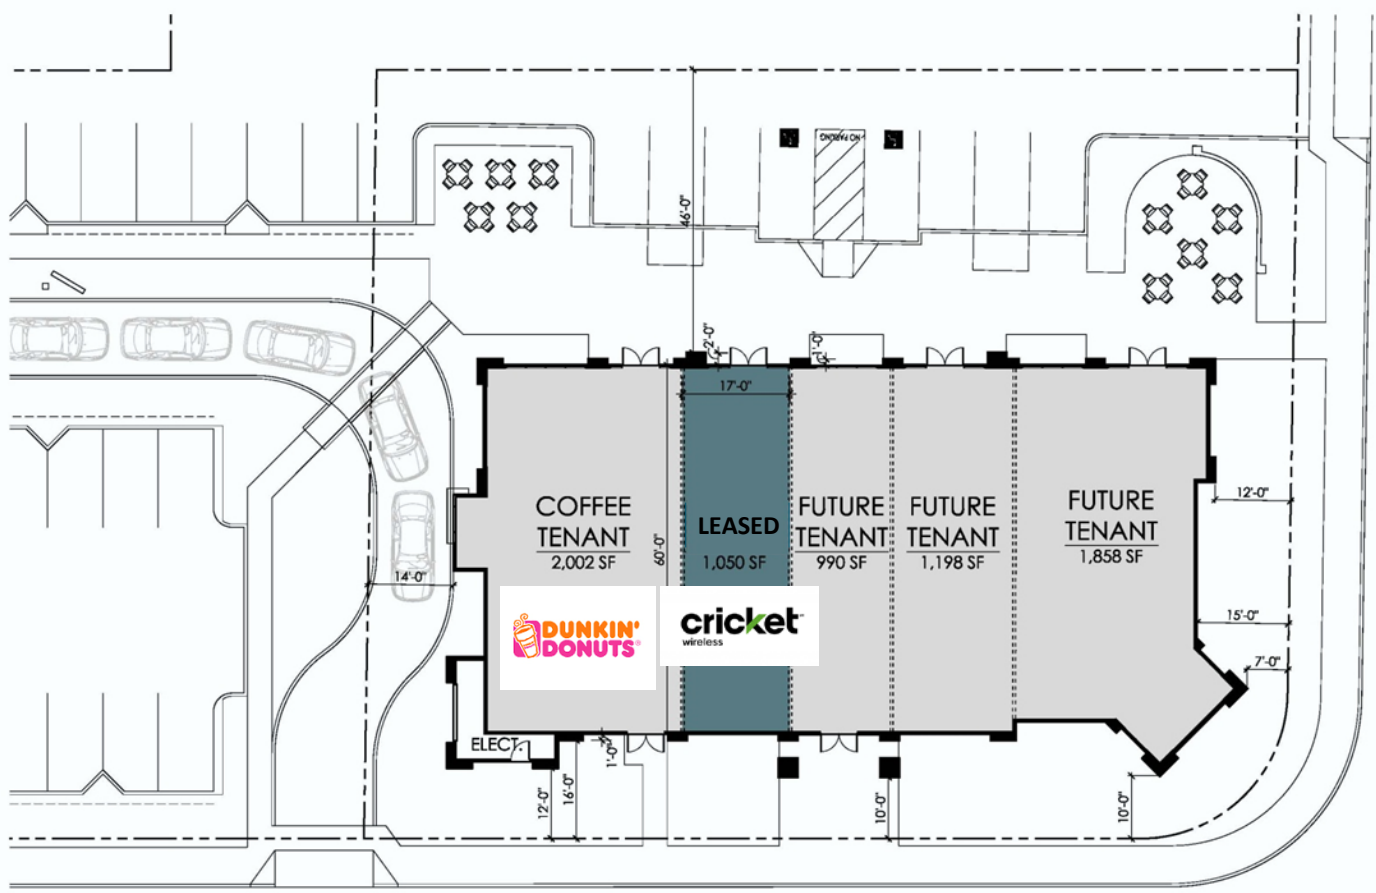 NO PARKING
46'-0"
2'-0"
1'-0"
17'-0"
COFFEE
TENANT
2,002 SF
60'-0"
LEASED
1,050 SF
FUTURE
TENANT
990 SF
FUTURE
TENANT
1,198 SF
FUTURE
TENANT
1,858 SF
12'-0"
14'-0"
DUNKIN'
DONUTS®
cricket
wireless
15'-0"
7'-0"
ELECT.
1'-0"
12'-0"
16'-0"
10'-0"
10'-0"